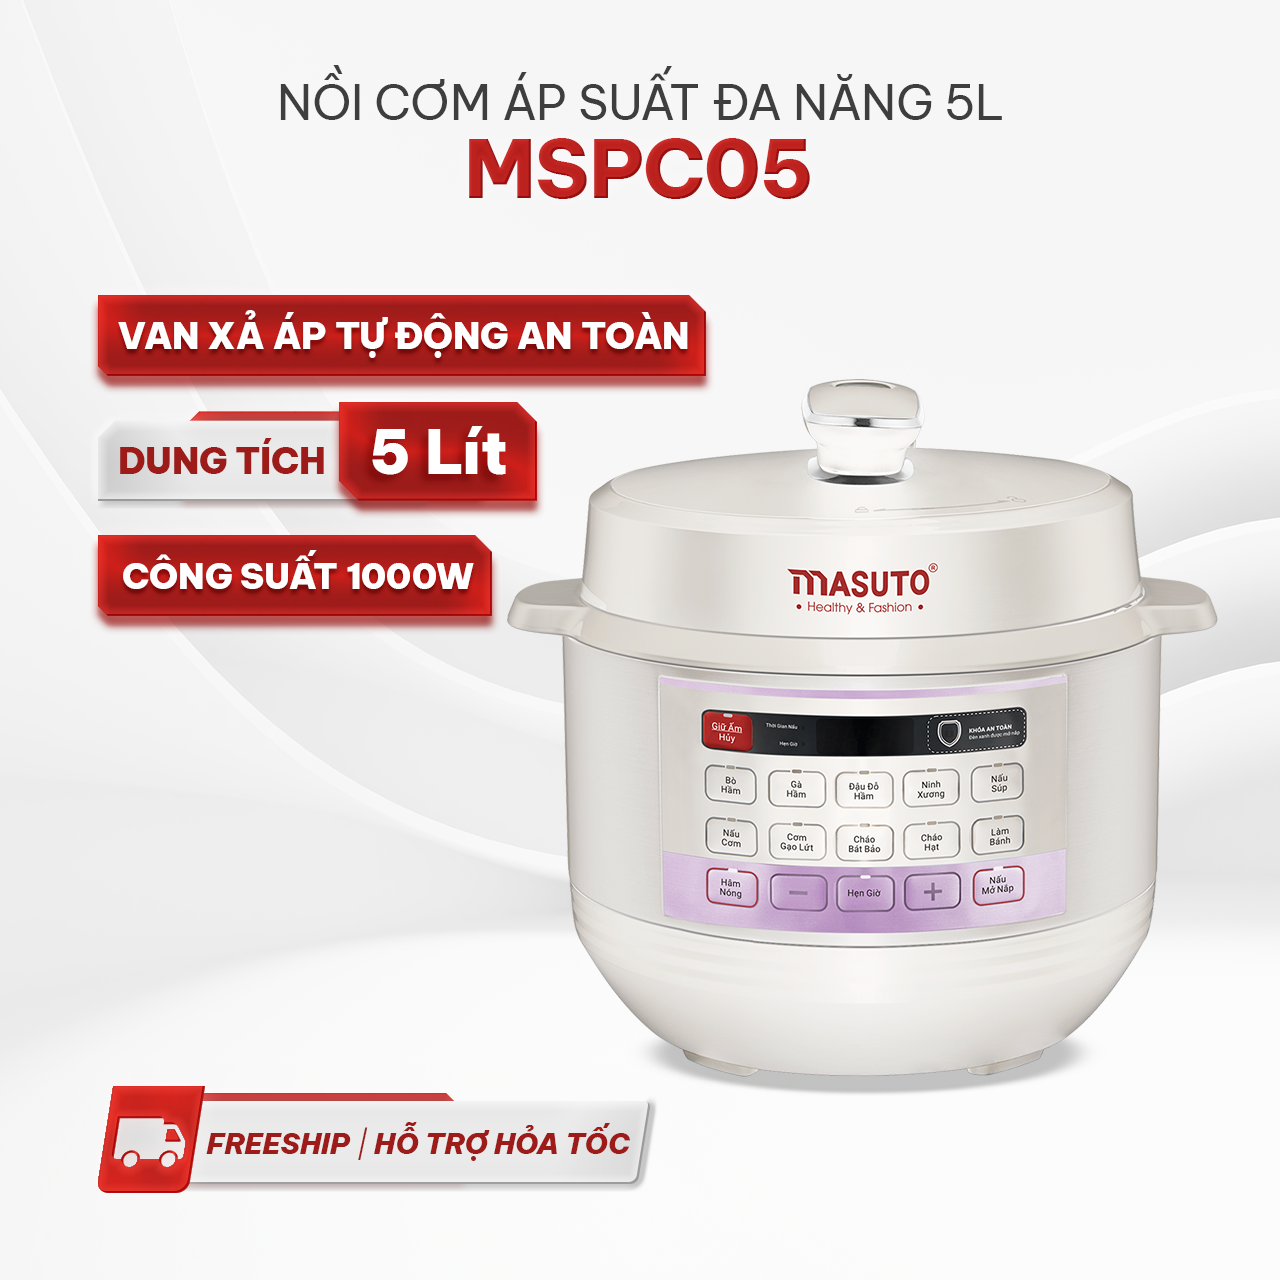 NỒI CƠM ÁP SUẤT ĐA NĂNG 5L
MSPC05
VAN XẢ ÁP TỰ ĐỘNG AN TOÀN
DUNG TÍCH 5 Lít
CÔNG SUẤT 1000W
MASUTO®
• Healthy & Fashion •
Giữ Ấm
Hủy
Thời Gian Nấu
Hẹn Giờ
KHÓA AN TOÀN
Đèn xanh được mở nắp
Bò
Hầm
Gà
Hầm
Đậu Đỏ
Hầm
Ninh
Xương
Nấu
Súp
Nấu
Cơm
Cơm
Gạo Lứt
Cháo
Bát Bảo
Cháo
Hạt
Làm
Bánh
Hâm
Nóng
−
Hẹn Giờ
+
Nấu
Mở Nắp
FREESHIP | HỖ TRỢ HỎA TỐC